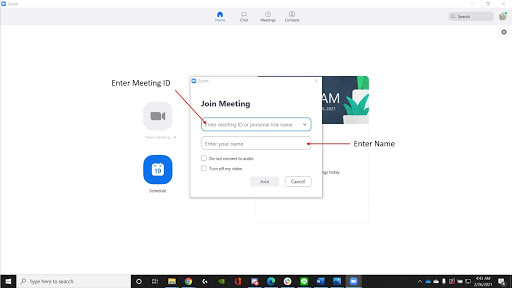 Zoom
Home
Chat
Meetings
Contacts
Search
Enter Meeting ID
Zoom
Join Meeting
Enter meeting ID or personal link name
Enter your name
Enter Name
Do not connect to audio
Turn off my video
Join
Cancel
AM
, 2021
New Meeting
19
Schedule
ngs today
Type here to search
4:43 AM
2/26/2021